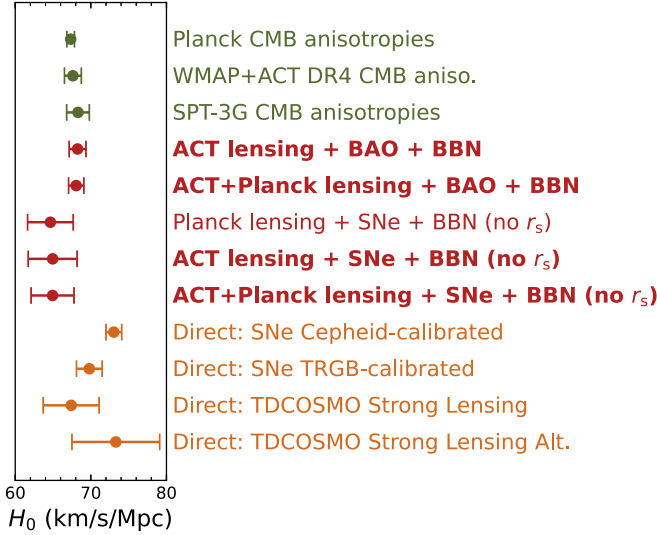 Planck CMB anisotropies
WMAP+ACT DR4 CMB aniso.
SPT-3G CMB anisotropies
ACT lensing + BAO + BBN
ACT+Planck lensing + BAO + BBN
Planck lensing + SNe + BBN (no rs)
ACT lensing + SNe + BBN (no rs)
ACT+Planck lensing + SNe + BBN (no rs)
Direct: SNe Cepheid-calibrated
Direct: SNe TRGB-calibrated
Direct: TDCOSMO Strong Lensing
Direct: TDCOSMO Strong Lensing Alt.
60 70 80
H0 (km/s/Mpc)